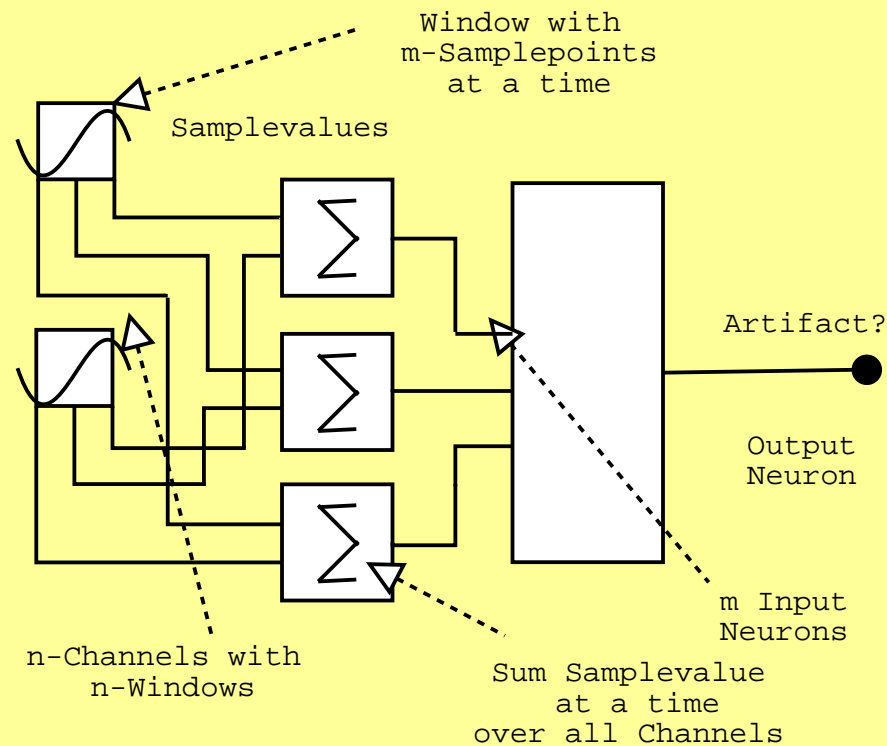 Window with
m-Samplepoints
at a time
Samplevalues
∑
∑
∑
Artifact?
Output
Neuron
m Input
Neurons
n-Channels with
n-Windows
Sum Samplevalue
at a time
over all Channels